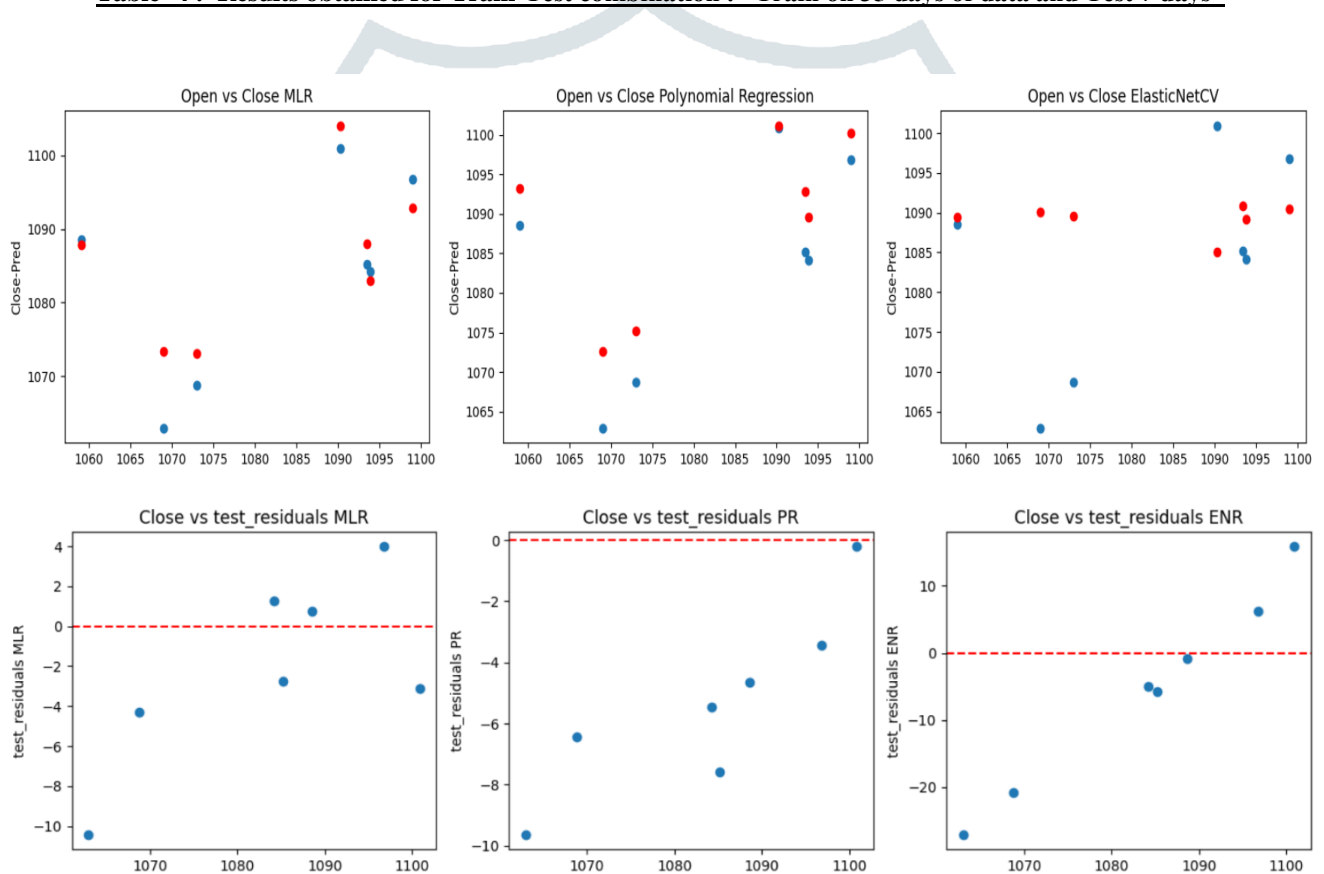 Open vs Close MLR
Open vs Close Polynomial Regression
Open vs Close ElasticNetCV
Close-Pred
1100
1090
1080
1070
1060 1065 1070 1075 1080 1085 1090 1095 1100
Close-Pred
1100
1095
1090
1085
1080
1075
1070
1065
1060 1065 1070 1075 1080 1085 1090 1095 1100
Close-Pred
1100
1095
1090
1085
1080
1075
1070
1065
1060 1065 1070 1075 1080 1085 1090 1095 1100
Close vs test_residuals MLR
Close vs test_residuals PR
Close vs test_residuals ENR
test_residuals MLR
4
2
0
−2
−4
−6
−8
−10
1070 1080 1090 1100
test_residuals PR
0
−2
−4
−6
−8
−10
1070 1080 1090 1100
test_residuals ENR
10
0
−10
−20
1070 1080 1090 1100